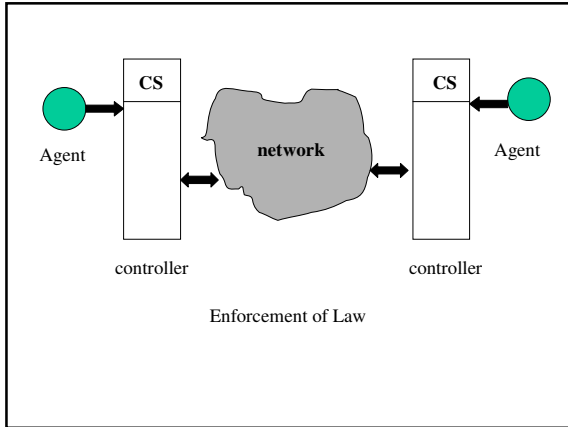 CS
CS
network
Agent
Agent
controller
controller
Enforcement of Law